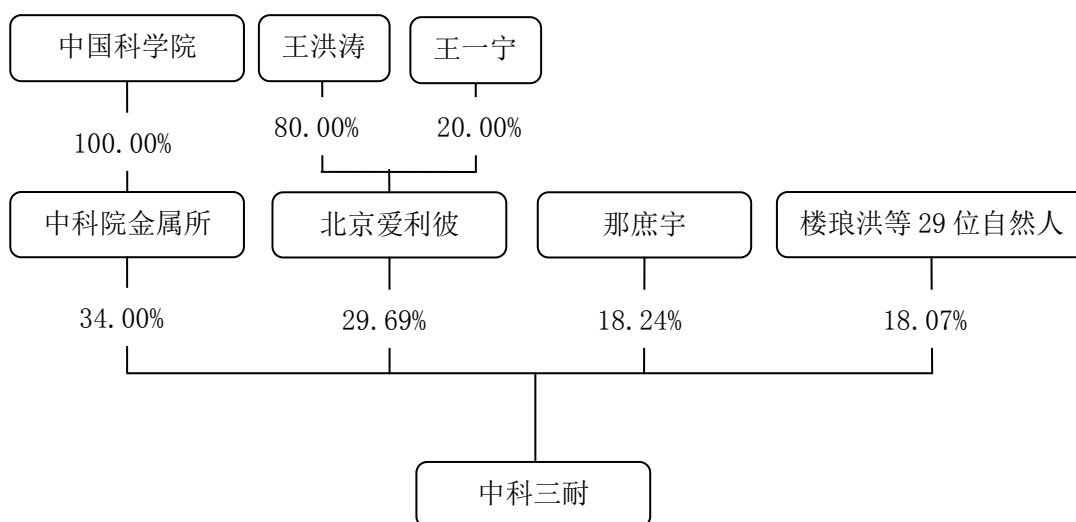 中国科学院
王洪涛
王一宁
100.00%
80.00%
20.00%
中科院金属所
北京爱利彼
那庶宇
楼琅洪等 29 位自然人
34.00%
29.69%
18.24%
18.07%
中科三耐